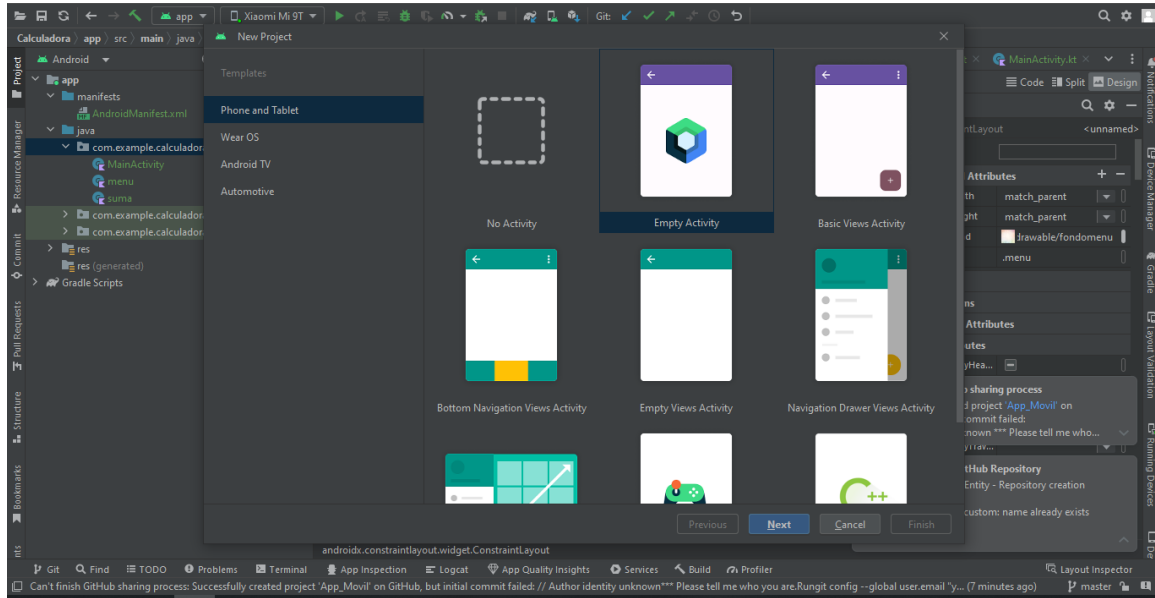 app
Xiaomi Mi 9T
Git:
Calculadora
app
src
main
java
New Project
Project
Resource Manager
Commit
Pull Requests
Structure
Bookmarks
Android
app
manifests
AndroidManifest.xml
java
com.example.calculador
MainActivity
menu
suma
com.example.calculador
com.example.calculador
res
res (generated)
Gradle Scripts
Templates
Phone and Tablet
Wear OS
Android TV
Automotive
No Activity
Empty Activity
Basic Views Activity
Bottom Navigation Views Activity
Empty Views Activity
Navigation Drawer Views Activity
++
Previous
Next
Cancel
Finish
MainActivity.kt
Code
Split
Design
<unnamed>
Attributes
match_parent
match_parent
drawable/fondomenu
.menu
Attributes
sharing process
project 'App_Movil' on
ommit failed:
nown *** Please tell me who...
tHub Repository
Entity - Repository creation
custom: name already exists
Notifications
Device Manager
Gradle
Layout Validation
Running Devices
androidx.constraintlayout.widget.ConstraintLayout
Git
Find
TODO
Problems
Terminal
App Inspection
Logcat
App Quality Insights
Services
Build
Profiler
Layout Inspector
Can't finish GitHub sharing process: Successfully created project 'App_Movil' on GitHub, but initial commit failed: // Author identity unknown*** Please tell me who you are.Rungit config --global user.email "y... (7 minutes ago)
master